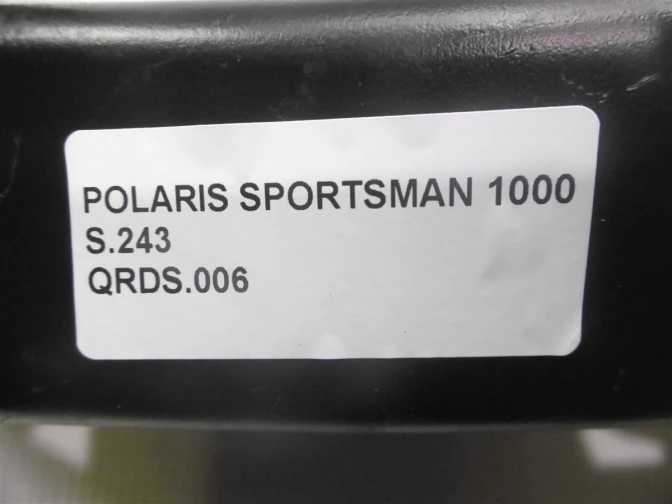 POLARIS SPORTSMAN 1000
S.243
QRDS.006